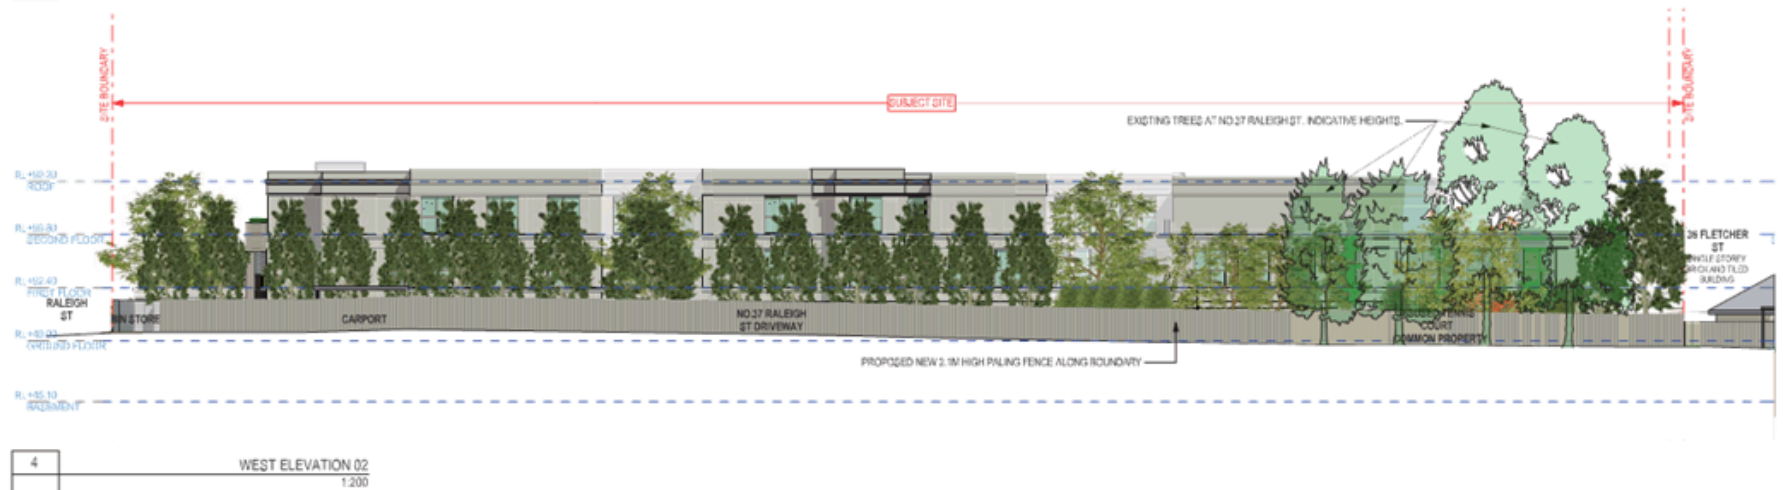 SITE BOUNDARY
SUBJECT SITE
SITE BOUNDARY
EXISTING TREES AT NO.37 RALEIGH ST. INDICATIVE HEIGHTS.
ROOF
SECOND FLOOR
FIRST FLOOR
RALEIGH
ST
BIN STORE
CARPORT
NO.37 RALEIGH
ST DRIVEWAY
TENNIS
COURT
COMMON PROPERTY
FLETCHER
ST
SINGLE STOREY
BRICK AND TILED
BUILDING
GROUND FLOOR
PROPOSED NEW 2.1M HIGH PALING FENCE ALONG BOUNDARY
BASEMENT
4
WEST ELEVATION 02
1:200